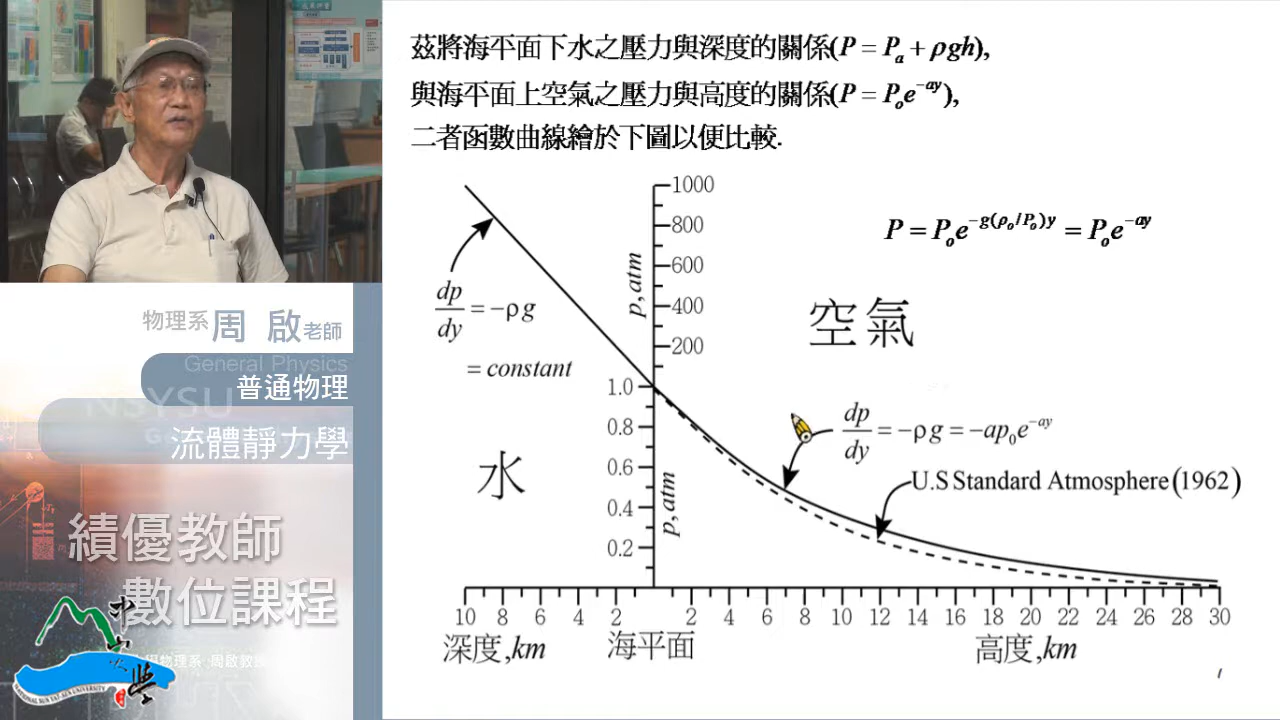 茲將海平面下水之壓力與深度的關係(P = Pa + ρgh),
與海平面上空氣之壓力與高度的關係(P = Poe^-ay),
二者函數曲線繪於下圖以便比較.
P = Poe^-g(ρo/Po)y = Poe^-ay
1000
800
600
400
200
p, atm
1.0
0.8
0.6
0.4
0.2
p, atm
dp/dy = -ρg
= constant
空氣
水
dp/dy = -ρg = -ap0e^-ay
U.S Standard Atmosphere (1962)
10 8 6 4 2 2 4 6 8 10 12 14 16 18 20 22 24 26 28 30
深度,km 海平面 高度,km
物理系 周 啟 老師
General Physics
普通物理
NSYSU
流體靜力學
績優教師
數位課程
NATIONAL SUN YAT-SEN UNIVERSITY